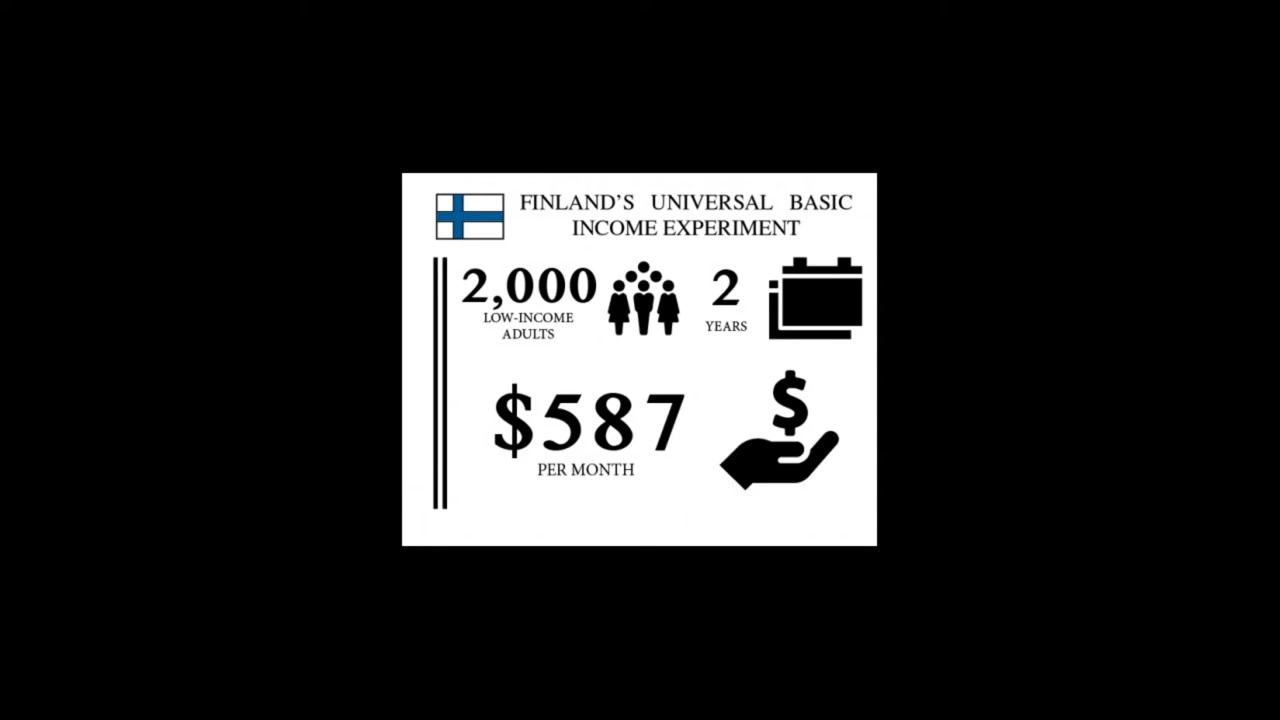 FINLAND'S UNIVERSAL BASIC
INCOME EXPERIMENT
2,000
LOW-INCOME
ADULTS
2
YEARS
$587
PER MONTH
$